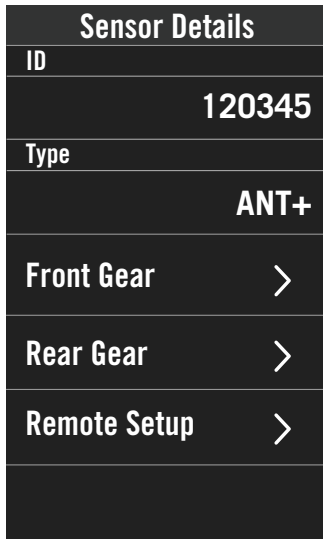 Sensor Details
ID
120345
Type
ANT+
Front Gear
Rear Gear
Remote Setup